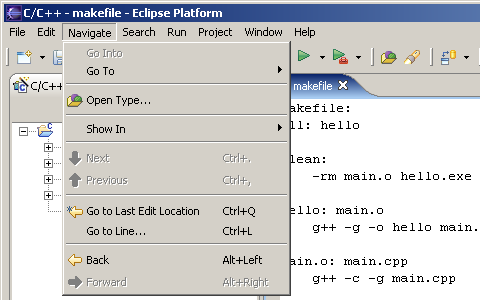 C/C++ - makefile - Eclipse Platform
File Edit Navigate Search Run Project Window Help
Go Into
Go To
C/C++
makefile
Open Type...
Show In
Next Ctrl+.
Previous Ctrl+,
Go to Last Edit Location Ctrl+Q
Go to Line... Ctrl+L
Back Alt+Left
Forward Alt+Right
akefile:
ll: hello
lean:
-rm main.o hello.exe
ello: main.o
g++ -g -o hello main.
ain.o: main.cpp
g++ -c -g main.cpp